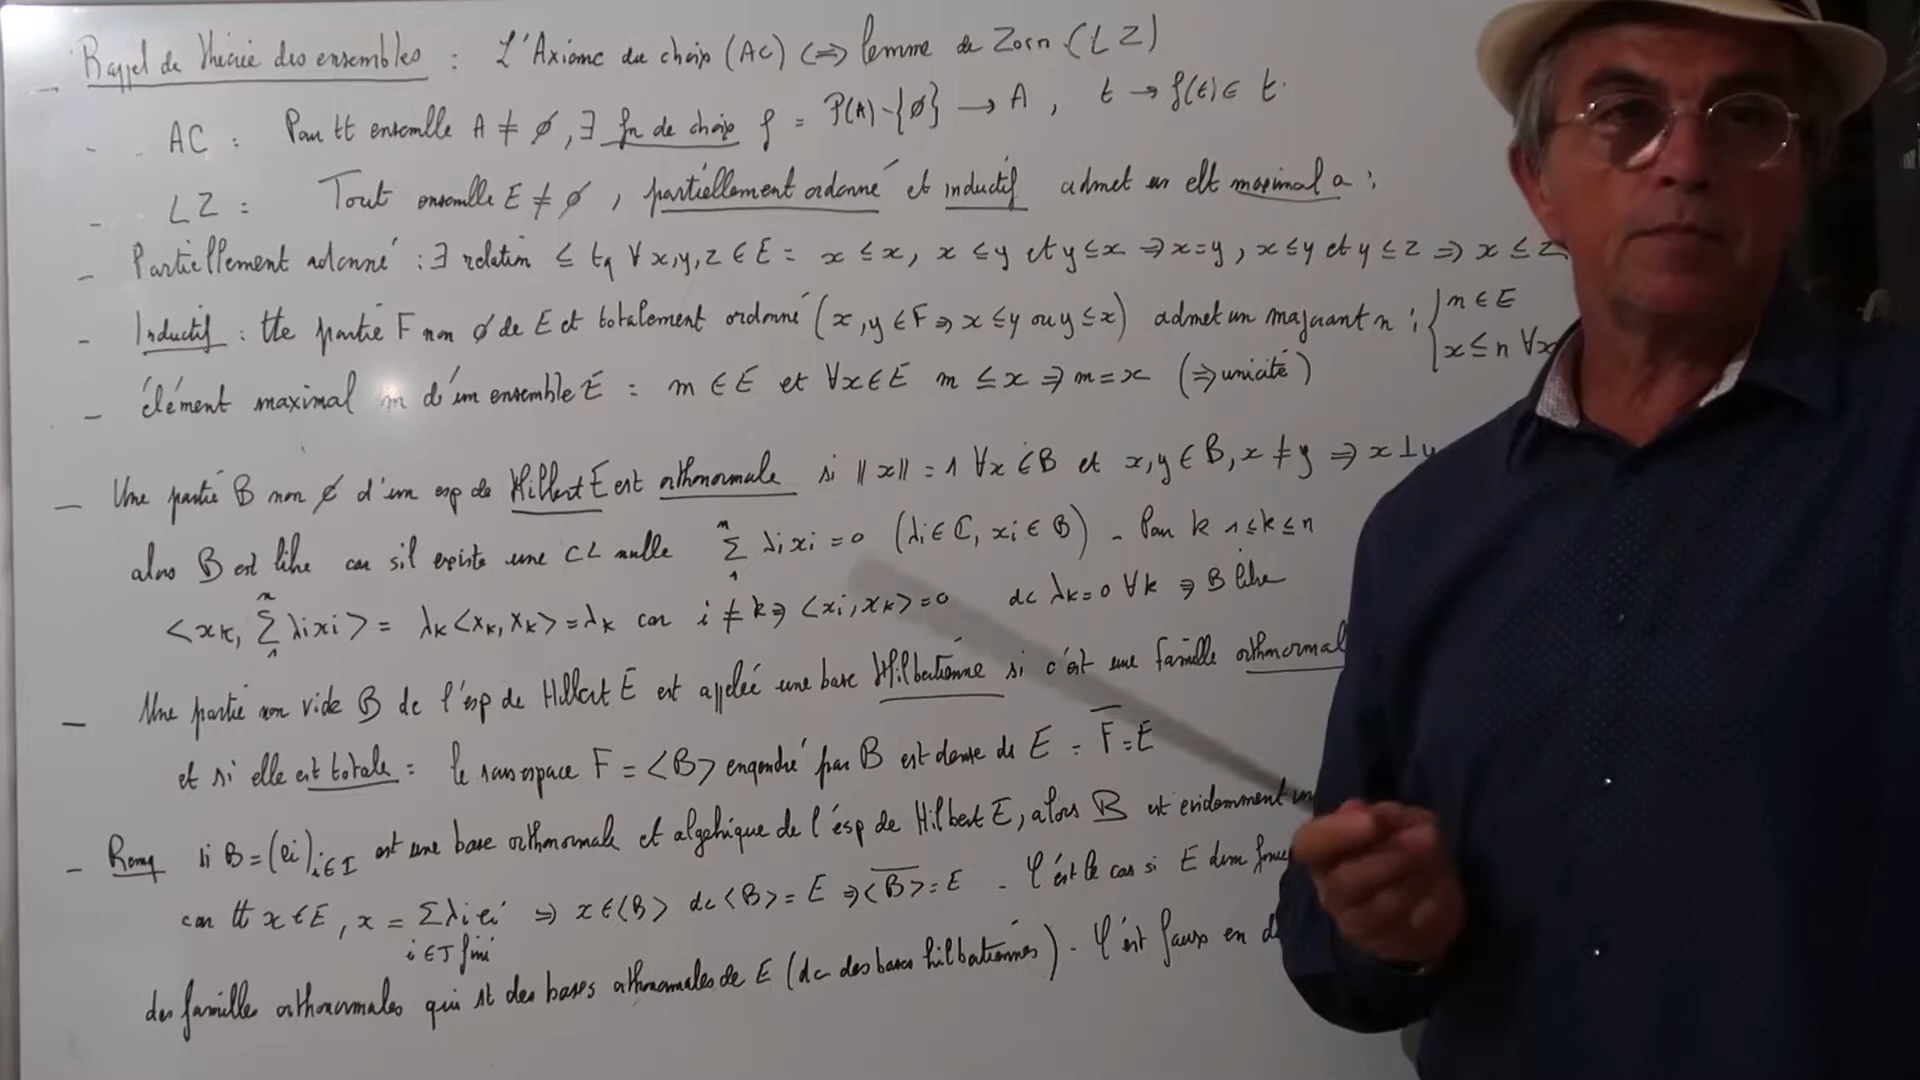 Rappel de théorie des ensembles : L'Axiome du choix (AC) <=> lemme de Zorn (LZ)
AC : Pour tt ensemble A ≠ ∅, ∃ fn de choix f = P(A)-{∅} → A, t → f(t) ∈ t.
LZ : Tout ensemble E ≠ ∅, partiellement ordonné et inductif admet un elt maximal a ;
- Partiellement ordonné : ∃ relation ≤ tq ∀ x,y,z ∈ E = x ≤ x, x ≤ y et y ≤ x ⇒ x=y, x ≤ y et y ≤ z ⇒ x ≤ z
- Inductif : tte partie F non ∅ de E et totalement ordonné (x,y ∈ F ⇒ x ≤ y ou y ≤ x) admet un majorant n ; { n ∈ E
x ≤ n ∀x
- élément maximal m d'un ensemble E = m ∈ E et ∀x ∈ E m ≤ x ⇒ m = x (⇒ unicité)
- Une partie B non ∅ d'un esp de Hilbert E est orthonormale si ||x|| = 1 ∀x ∈ B et x,y ∈ B, x ≠ y ⇒ x ⊥ y
alors B est libre car s'il existe une CL nulle ∑₁ⁿ λi xi = 0 (λi ∈ C, xi ∈ B) - Pour k 1 ≤ k ≤ n
<xk, ∑₁ⁿ λi xi> = λk <xk, xk> = λk car i ≠ k ⇒ <xi, xk> = 0 dc λk = 0 ∀k ⇒ B libre
- Une partie non vide B de l'esp de Hilbert E est appelée une base Hilbertienne si c'est une famille orthonormal
et si elle est totale = le sous espace F = <B> engendré par B est dense ds E = F̅ = E
- Remq si B = (ei)i∈I est une base orthonormale et algébrique de l'esp de Hilbert E, alors B est evidemment un
car tt x ∈ E, x = ∑ λi ei ⇒ x ∈ <B> dc <B> = E ⇒ <B>‾ = E - C'est le cas si E dim
i ∈ J fini
des familles orthonormales qui st des bases orthonormales de E (dc des bases hilbertiennes) - C'est faux en d